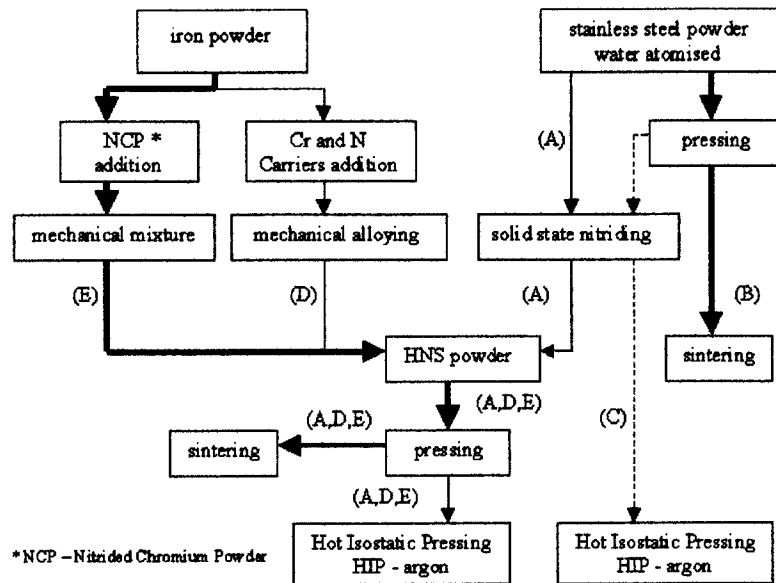 iron powder
stainless steel powder
water atomised
NCP *
addition
Cr and N
Carriers addition
(A)
pressing
mechanical mixture
mechanical alloying
solid state nitriding
(E)
(D)
(A)
(B)
HNS powder
sintering
(A,D,E)
(A,D,E)
(C)
sintering
pressing
(A,D,E)
*NCP – Nitrided Chromium Powder
Hot Isostatic Pressing
HIP - argon
Hot Isostatic Pressing
HIP - argon